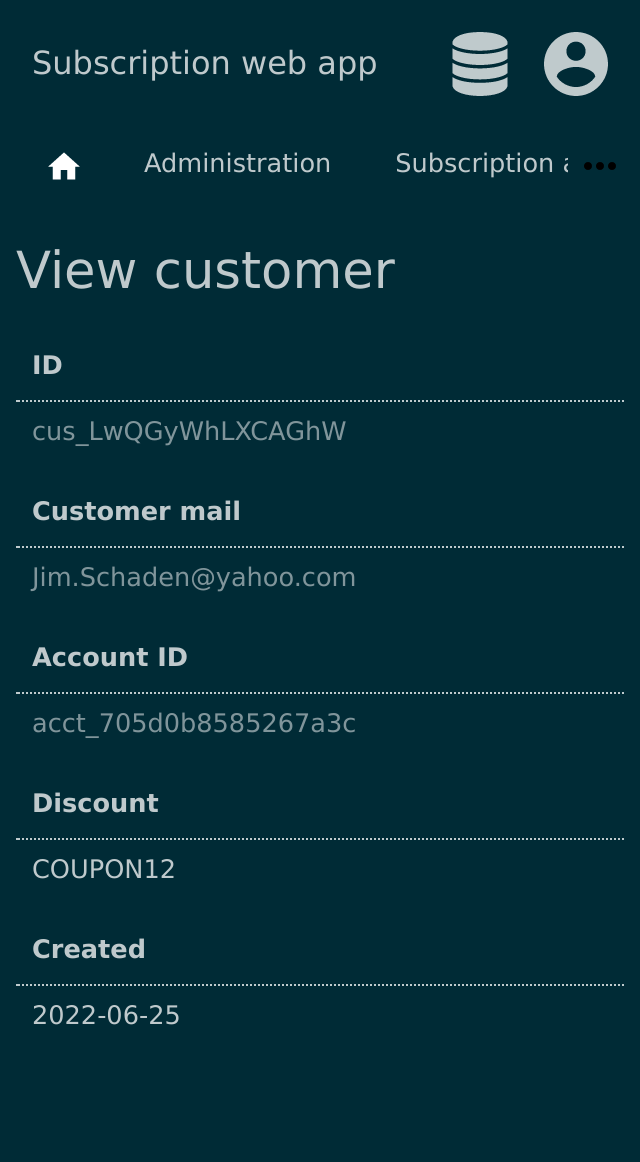 Subscription web app
Administration
Subscription
View customer
ID
cus_LwQGyWhLXCAGhW
Customer mail
Jim.Schaden@yahoo.com
Account ID
acct_705d0b8585267a3c
Discount
COUPON12
Created
2022-06-25